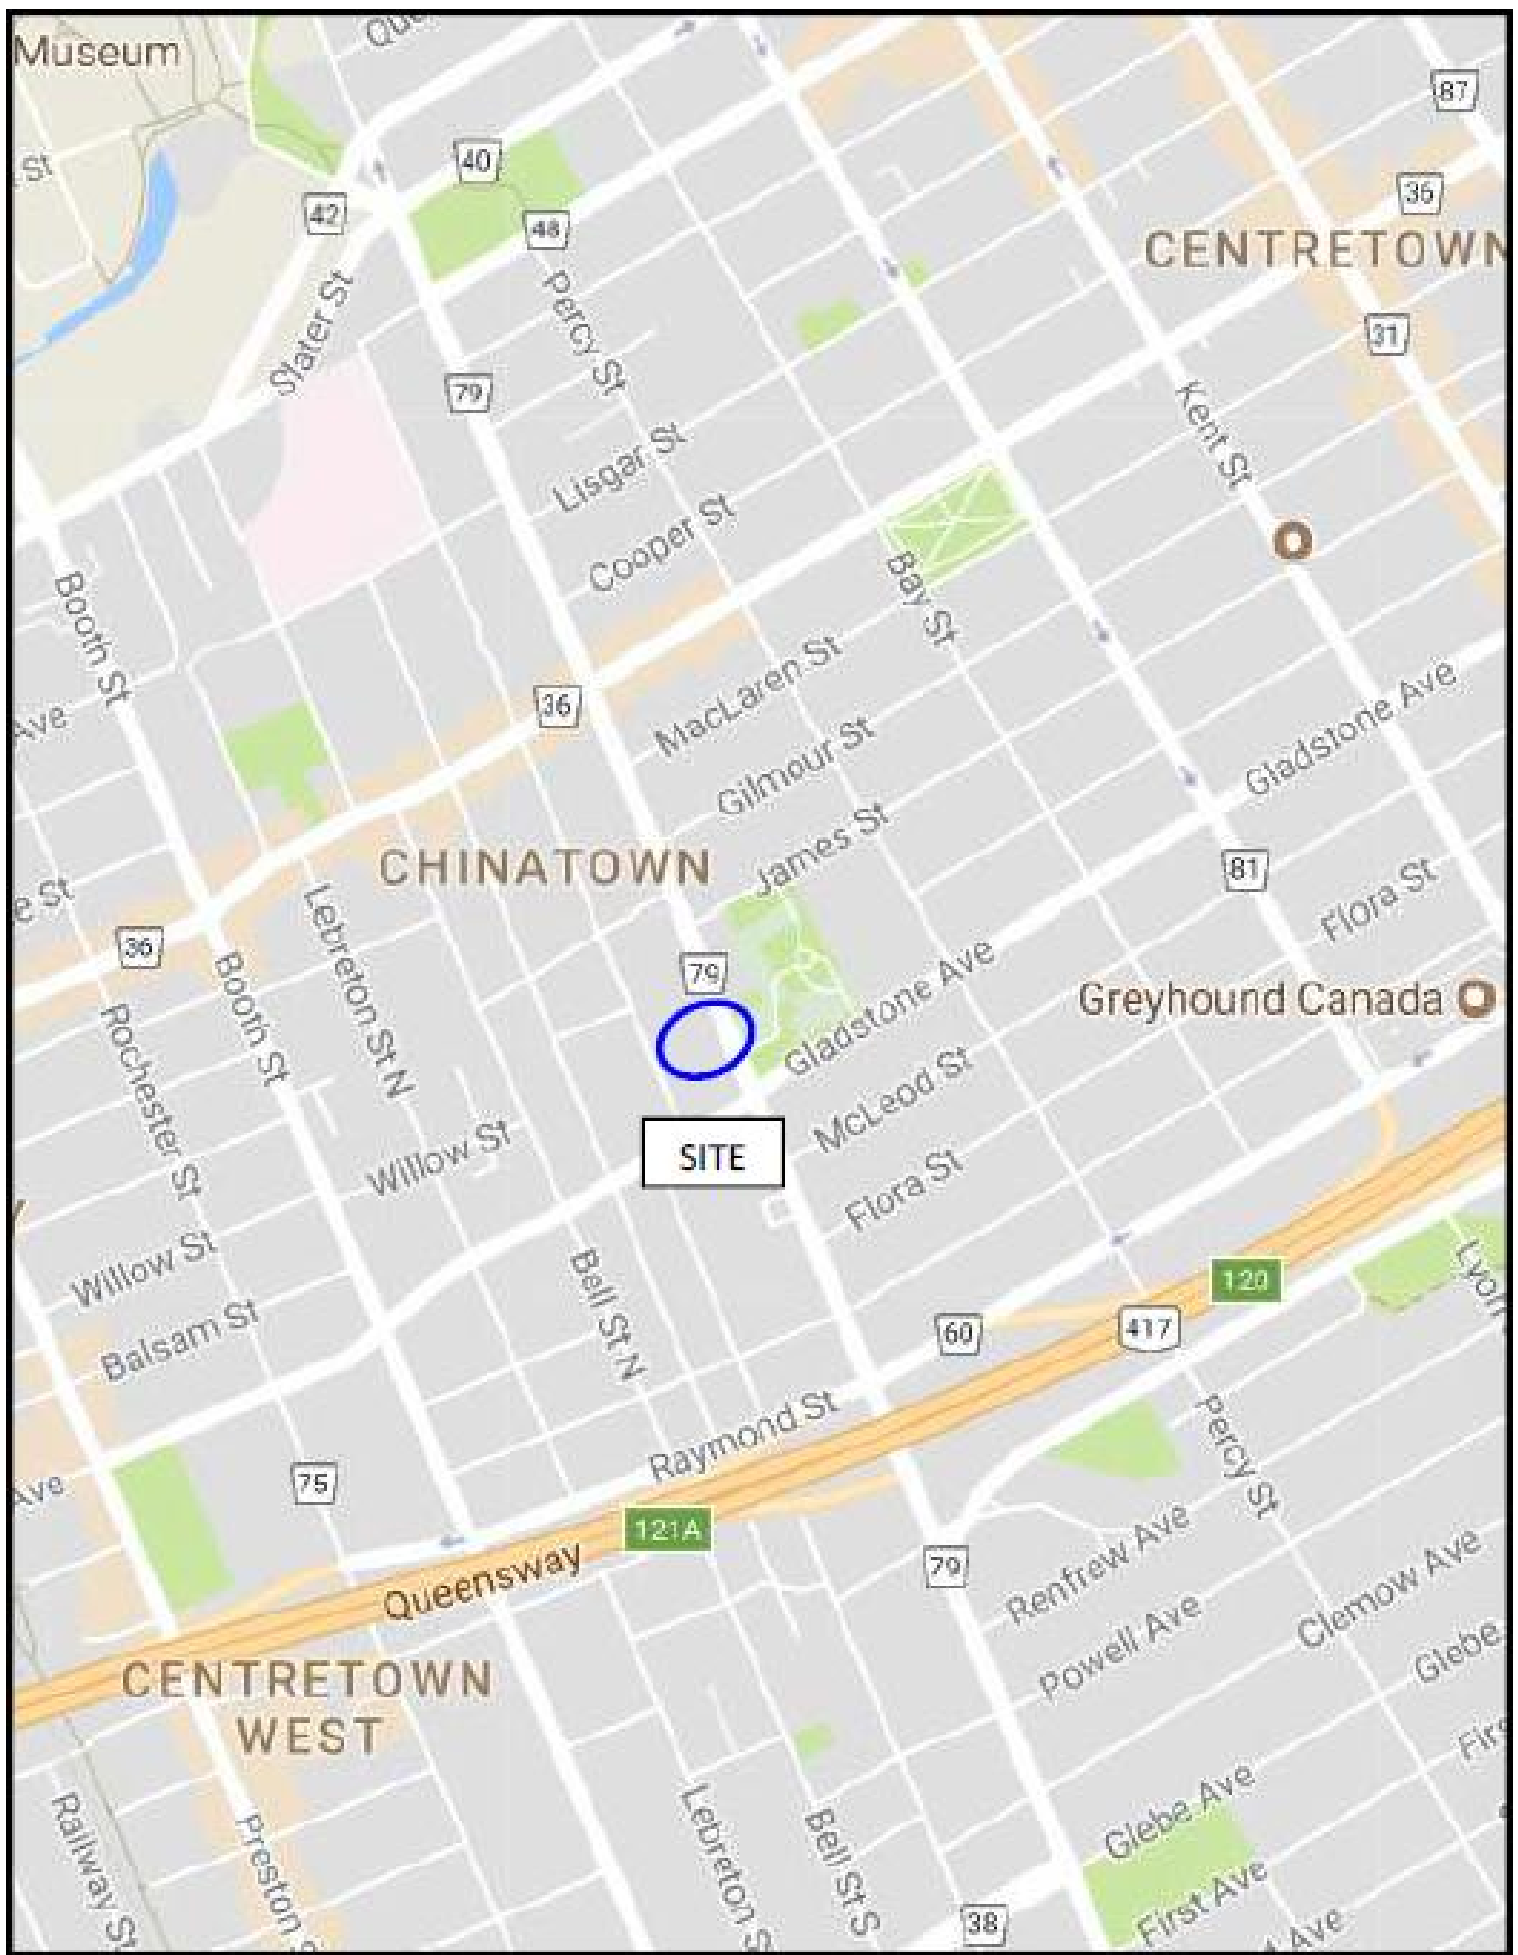 Museum
87
St
40
36
42
48
CENTRETOWN
Slater St
Percy St
31
79
Kent St
Lisgar St
Cooper St
Bay St
Booth St
MacLaren St
36
Ave
Gladstone Ave
Gilmour St
James St
CHINATOWN
81
e St
Flora St
Lebreton St N
36
Booth St
79
Gladstone Ave
Greyhound Canada
Rochester St
McLeod St
Willow St
SITE
Flora St
Willow St
Bell St N
120
Lyon
Balsam St
60
417
Raymond St
Percy St
75
Ave
121A
Queensway
79
Renfrew Ave
Clemow Ave
Powell Ave
Glebe
CENTRETOWN
WEST
Firs
Glebe Ave
Railway St
Preston S
Lebreton S
Bell St S
First Ave
38
Ave